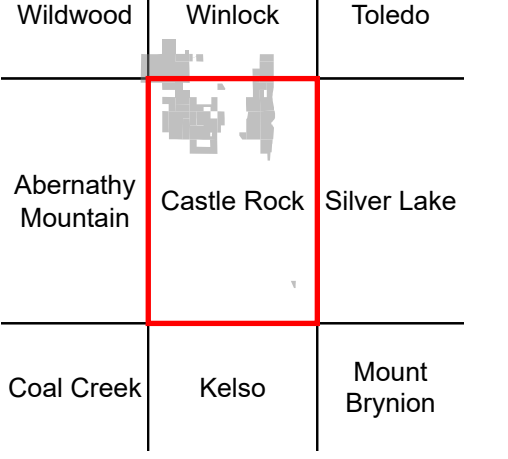 Wildwood
Winlock
Toledo
Abernathy
Mountain
Castle Rock
Silver Lake
Coal Creek
Kelso
Mount
Brynion